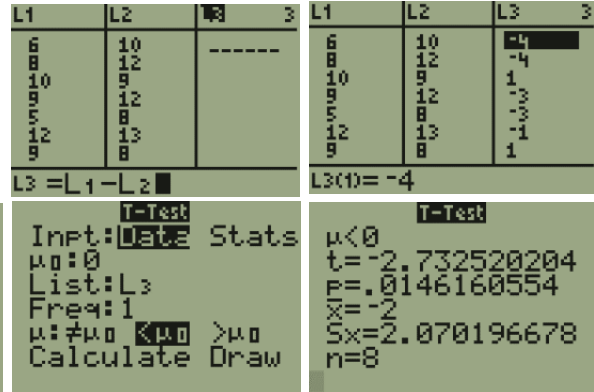 L1 L2 L3 3
6 10 ------
8 12
10 9
9 12
5 8
12 13
9 8
L3 =L1-L2
L1 L2 L3 3
6 10 -4
8 12 -4
10 9 1
9 12 -3
5 8 -3
12 13 -1
9 8 1
L3(1)= -4
T-Test
Inpt:Data Stats
μ0:0
List:L3
Freq:1
μ:≠μ0 <μ0 >μ0
Calculate Draw
T-Test
μ<0
t=-2.732520204
p=.0146160554
x̄=-2
Sx=2.070196678
n=8